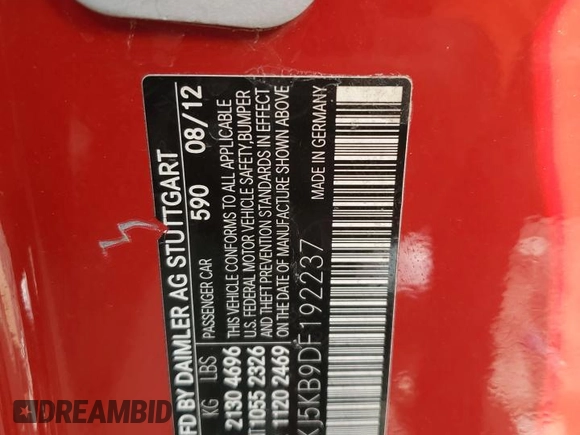 FD BY DAIMLER AG STUTTGART
590 08/12
KG LBS PASSENGER CAR
2130 4696 THIS VEHICLE CONFORMS TO ALL APPLICABLE
1055 2326 U.S. FEDERAL MOTOR VEHICLE SAFETY, BUMPER
1120 2469 AND THEFT PREVENTION STANDARDS IN EFFECT
ON THE DATE OF MANUFACTURE SHOWN ABOVE
J5KB9DF192237 MADE IN GERMANY
DREAMBID